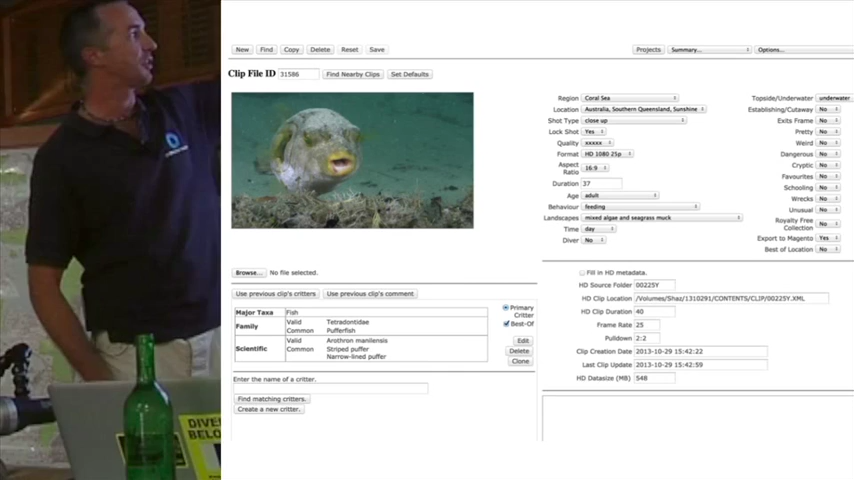 New Find Copy Delete Reset Save Projects Summary... Options...
Clip File ID 31586 Find Nearby Clips Set Defaults
Region Coral Sea
Location Australia, Southern Queensland, Sunshine
Shot Type close up
Lock Shot Yes
Quality xxxxx
Format HD 1080 25p
Aspect
Ratio 16:9
Duration 37
Age adult
Behaviour feeding
Landscapes mixed algae and seagrass muck
Time day
Diver No
Topside/Underwater underwater
Establishing/Cutaway No
Exits Frame No
Pretty No
Weird No
Dangerous No
Cryptic No
Favourites No
Schooling No
Wrecks No
Unusual No
Royalty Free
Collection No
Export to Magento Yes
Best of Location No
Browse... No file selected.
Use previous clip's critters Use previous clip's comment
Major Taxa Fish
Family Valid Tetraodontidae
Common Pufferfish
Scientific Valid Arothron manilensis
Common Striped puffer
Narrow-lined puffer
Primary
Critter
Best-Of
Edit
Delete
Clone
Enter the name of a critter.
Find matching critters.
Create a new critter.
Fill in HD metadata.
HD Source Folder 00225Y
HD Clip Location /Volumes/Shaz/1310291/CONTENTS/CLIP/00225Y.XML
HD Clip Duration 40
Frame Rate 25
Pulldown 2:2
Clip Creation Date 2013-10-29 15:42:22
Last Clip Update 2013-10-29 15:42:59
HD Datasize (MB) 548
DIVE
BELO